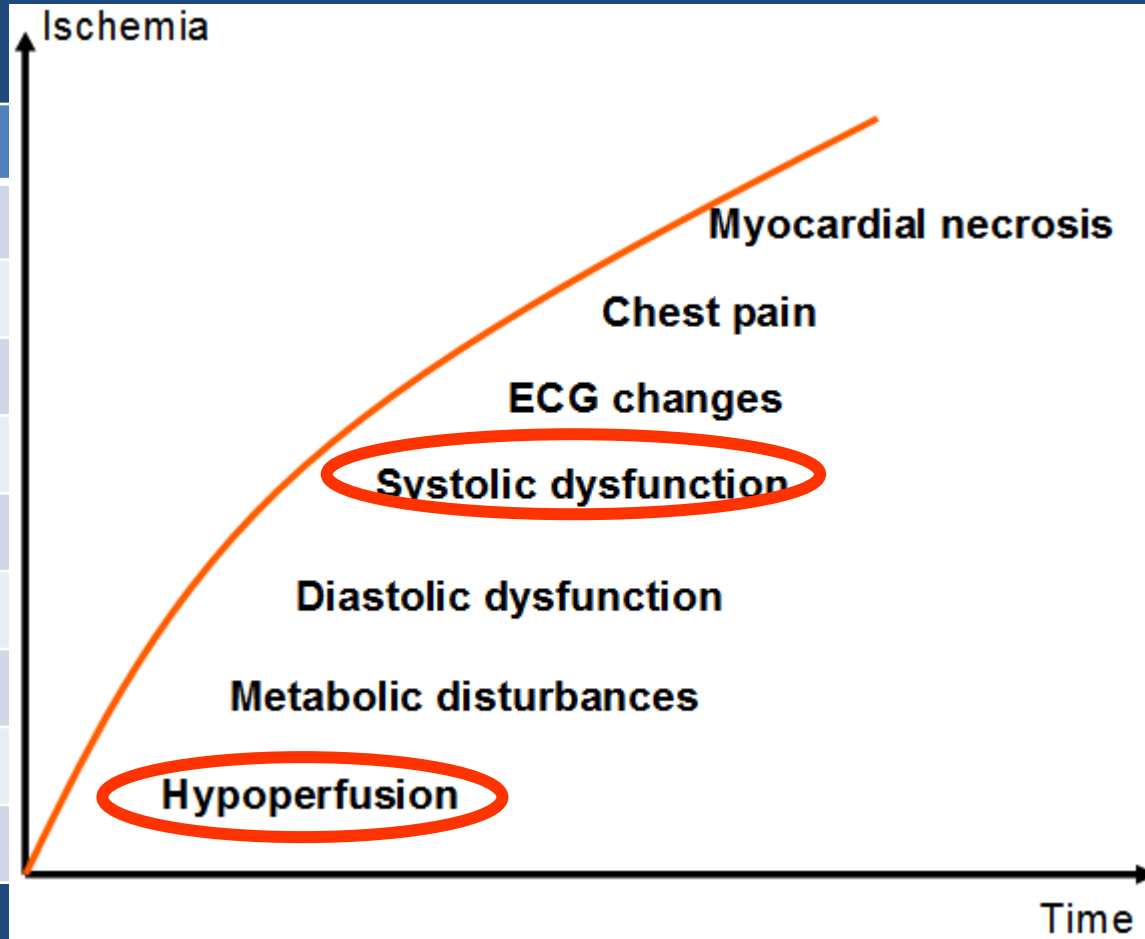 Ischemia
Myocardial necrosis
Chest pain
ECG changes
Systolic dysfunction
Diastolic dysfunction
Metabolic disturbances
Hypoperfusion
Time